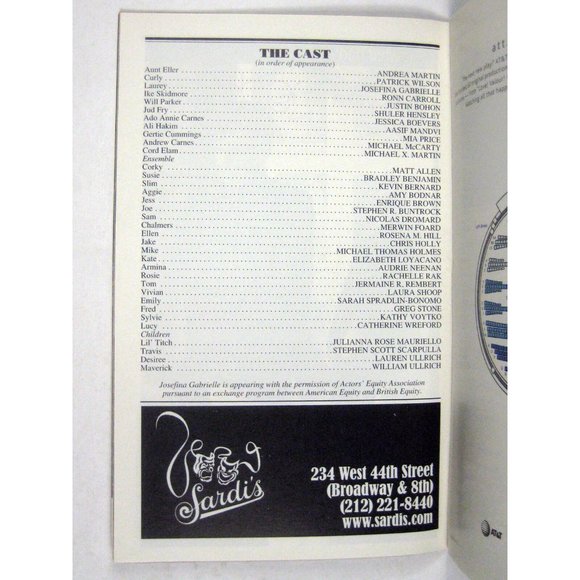 THE CAST
(in order of appearance)
Aunt Eller ANDREA MARTIN
Curly PATRICK WILSON
Laurey JOSEFINA GABRIELLE
Ike Skidmore RONN CARROLL
Will Parker JUSTIN BOHON
Jud Fry SHULER HENSLEY
Ado Annie Carnes JESSICA BOEVERS
Ali Hakim AASIF MANDVI
Gertie Cummings MIA PRICE
Andrew Carnes MICHAEL McCARTY
Cord Elam MICHAEL X. MARTIN
Ensemble
Corky MATT ALLEN
Susie BRADLEY BENJAMIN
Slim KEVIN BERNARD
Aggie AMY BODNAR
Jess ENRIQUE BROWN
Joe STEPHEN R. BUNTROCK
Sam NICOLAS DROMARD
Chalmers MERWIN FOARD
Ellen ROSENA M. HILL
Jake CHRIS HOLLY
Mike MICHAEL THOMAS HOLMES
Kate ELIZABETH LOYACANO
Armina AUDRIE NEENAN
Rosie RACHELLE RAK
Tom JERMAINE R. REMBERT
Vivian LAURA SHOOP
Emily SARAH SPRADLIN-BONOMO
Fred GREG STONE
Sylvie KATHY VOYTKO
Lucy CATHERINE WREFORD
Children
Lil' Titch JULIANNA ROSE MAURIELLO
Travis STEPHEN SCOTT SCARPULLA
Desiree LAUREN ULLRICH
Maverick WILLIAM ULLRICH
Josefina Gabrielle is appearing with the permission of Actors' Equity Association
pursuant to an exchange program between American Equity and British Equity.
Sardi's
234 West 44th Street
(Broadway & 8th)
(212) 221-8440
www.sardis.com
att
AT&T